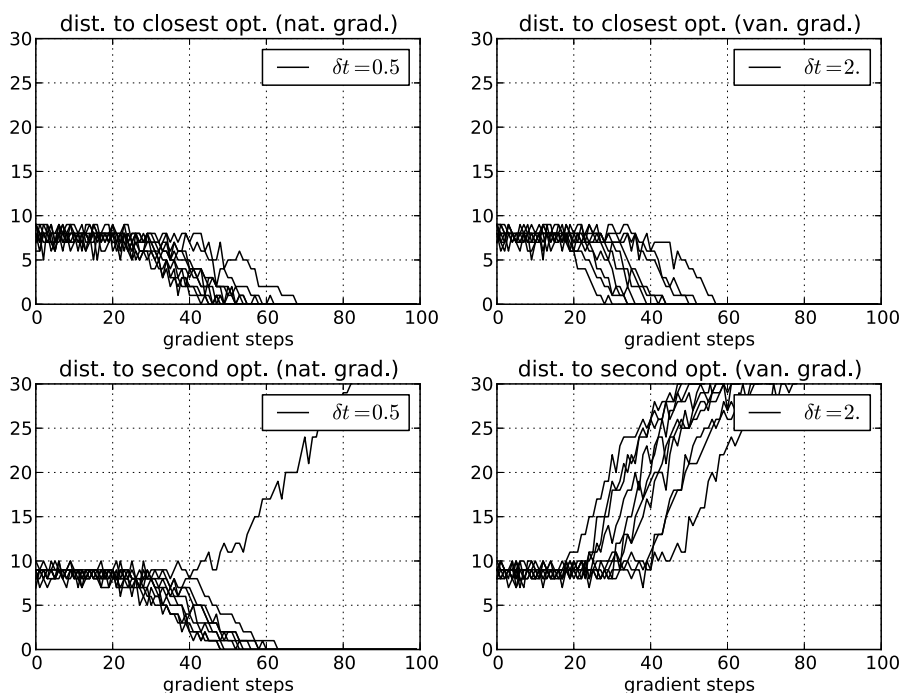 dist. to closest opt. (nat. grad.)
30
25
20
15
10
5
0
δt = 0.5
0 20 40 60 80 100
gradient steps
dist. to closest opt. (van. grad.)
30
25
20
15
10
5
0
δt = 2.
0 20 40 60 80 100
gradient steps
dist. to second opt. (nat. grad.)
30
25
20
15
10
5
0
δt = 0.5
0 20 40 60 80 100
gradient steps
dist. to second opt. (van. grad.)
30
25
20
15
10
5
0
δt = 2.
0 20 40 60 80 100
gradient steps